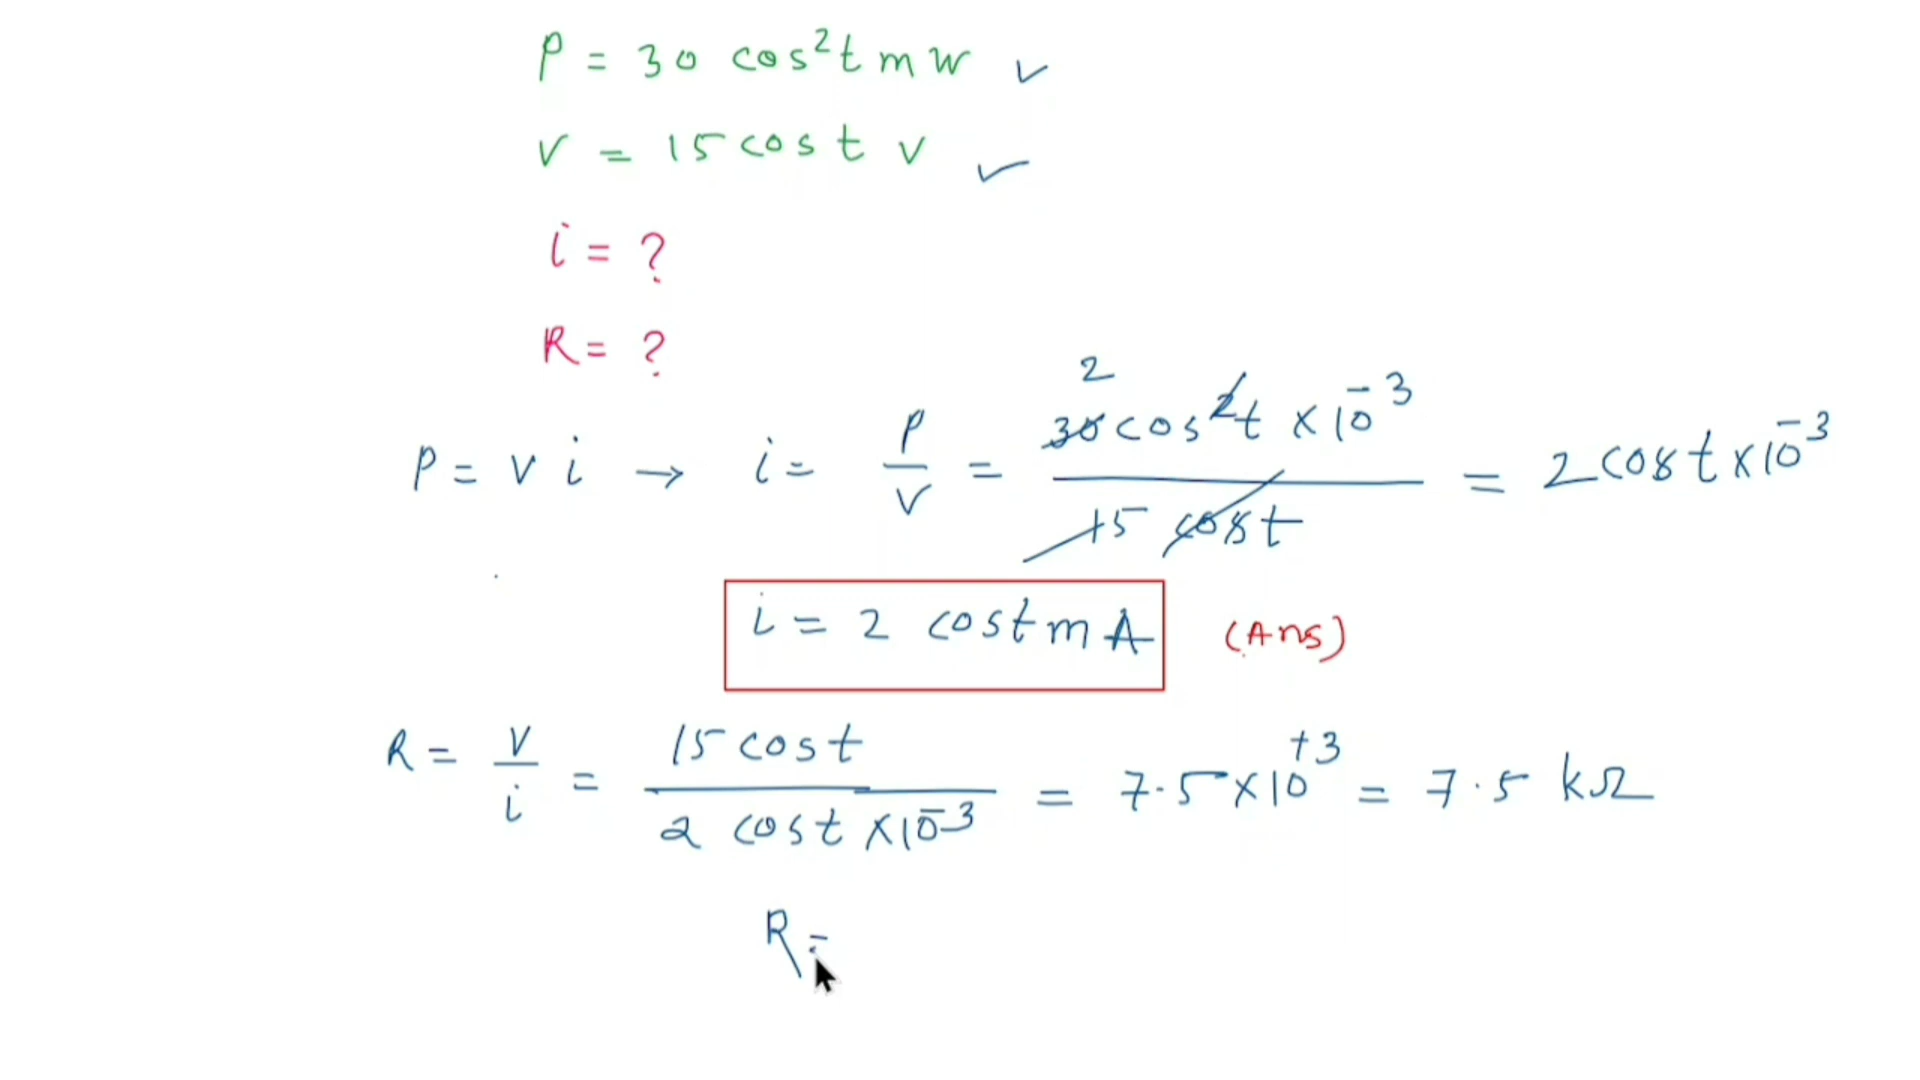 P = 30 cos²t mW ✓
V = 15 cos t V ✓
i = ?
R = ?
P = V i → i = P/V = 2 30 cos²t × 10⁻³ / 15 cos t = 2 cos t × 10⁻³
i = 2 cos t mA (Ans)
R = V/i = 15 cos t / 2 cos t × 10⁻³ = 7.5 × 10⁺³ = 7.5 kΩ
R =